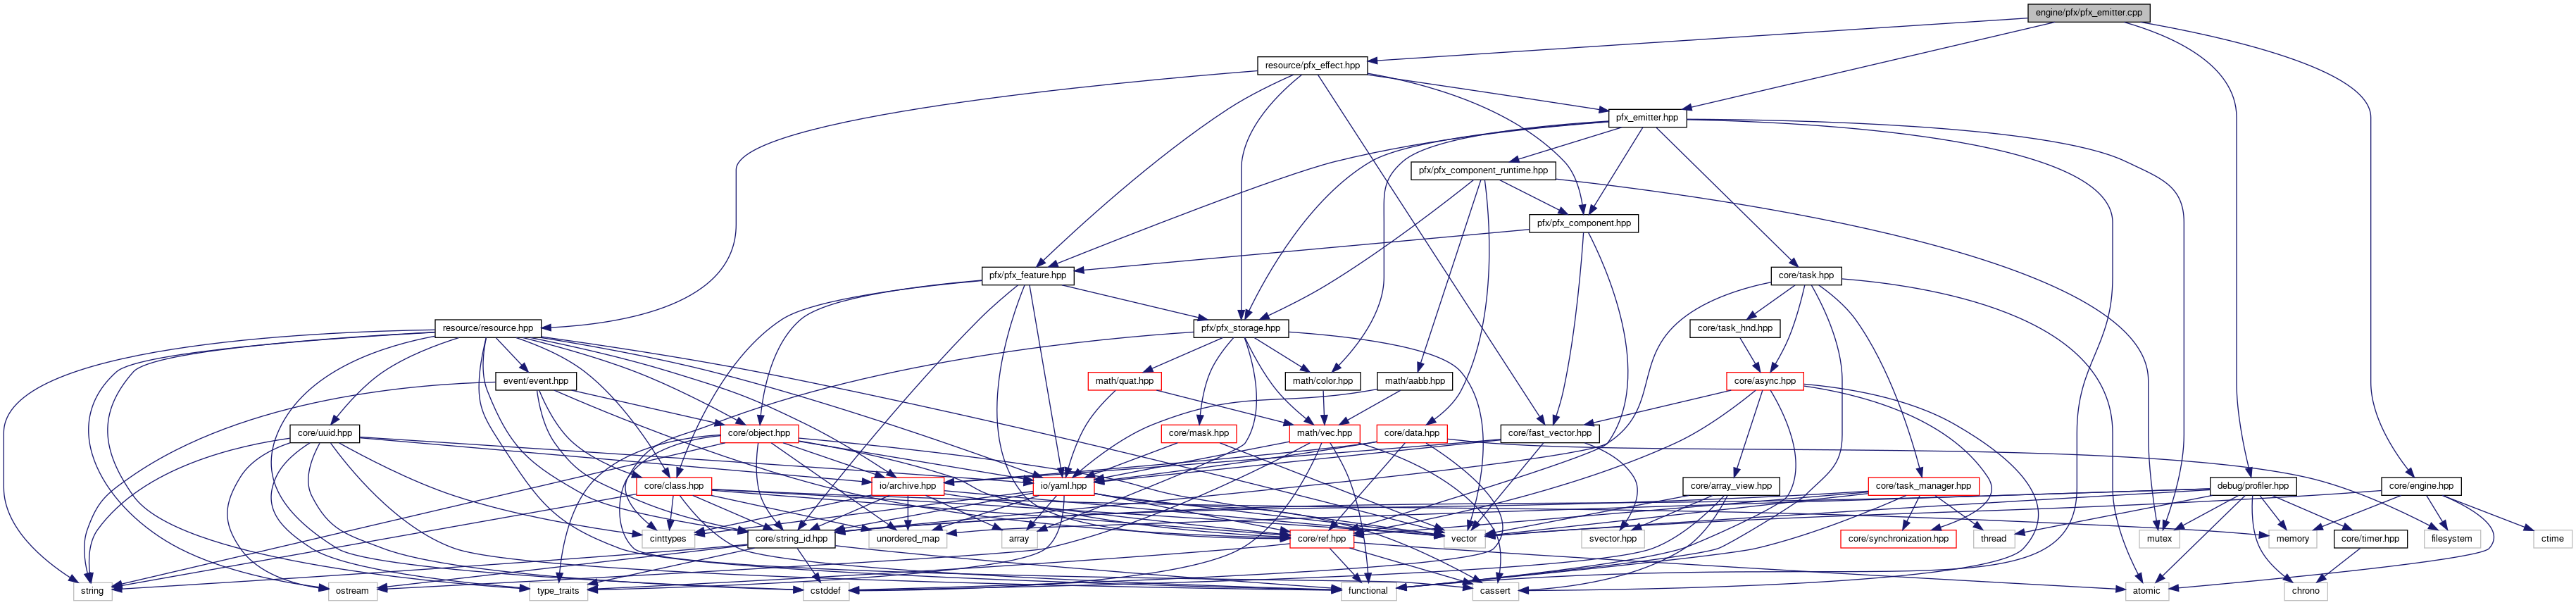 engine/pfx/pfx_emitter.cpp
resource/pfx_effect.hpp
pfx_emitter.hpp
pfx/pfx_component_runtime.hpp
pfx/pfx_component.hpp
pfx/pfx_feature.hpp
core/task.hpp
resource/resource.hpp
pfx/pfx_storage.hpp
core/task_hnd.hpp
event/event.hpp
math/quat.hpp
math/color.hpp
math/aabb.hpp
core/async.hpp
core/uuid.hpp
core/object.hpp
core/mask.hpp
math/vec.hpp
core/data.hpp
core/fast_vector.hpp
core/class.hpp
io/archive.hpp
io/yaml.hpp
core/array_view.hpp
core/task_manager.hpp
debug/profiler.hpp
core/engine.hpp
cinttypes
core/string_id.hpp
unordered_map
array
core/ref.hpp
vector
svector.hpp
core/synchronization.hpp
thread
mutex
memory
core/timer.hpp
filesystem
ctime
string
ostream
type_traits
cstddef
functional
cassert
atomic
chrono